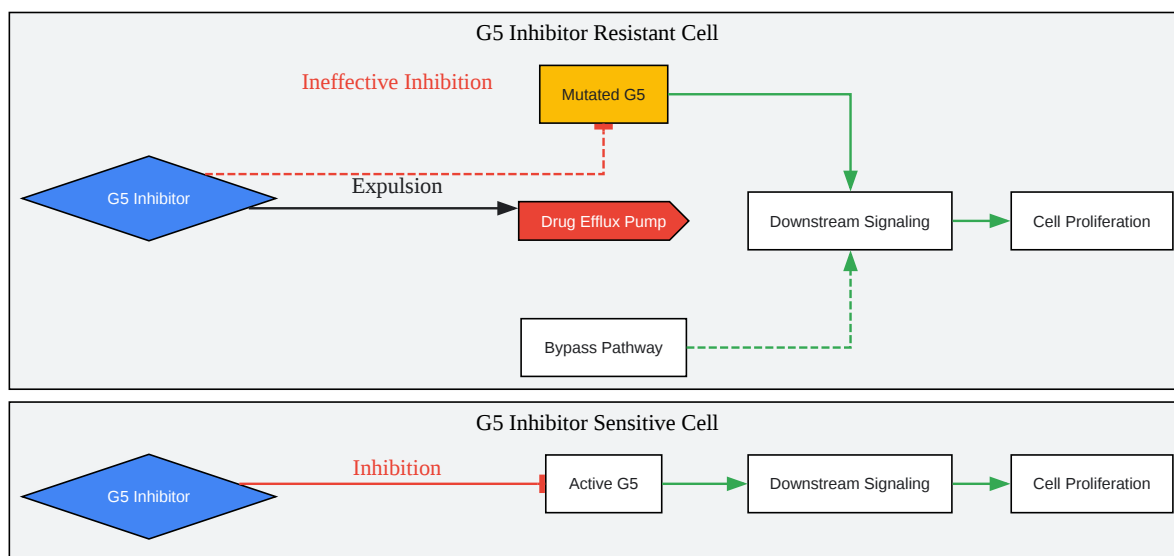 G5 Inhibitor Resistant Cell
Ineffective Inhibition
Mutated G5
G5 Inhibitor
Expulsion
Drug Efflux Pump
Downstream Signaling
Cell Proliferation
Bypass Pathway
G5 Inhibitor Sensitive Cell
Inhibition
G5 Inhibitor
Active G5
Downstream Signaling
Cell Proliferation